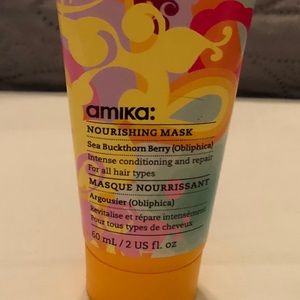 amika:
NOURISHING MASK
Sea Buckthorn Berry (Obliphica)
Intense conditioning and repair
For all hair types
MASQUE NOURRISSANT
Argousier (Obliphica)
Revitalise et répare intensément
Pour tous types de cheveux
60 mL / 2 US fl. oz